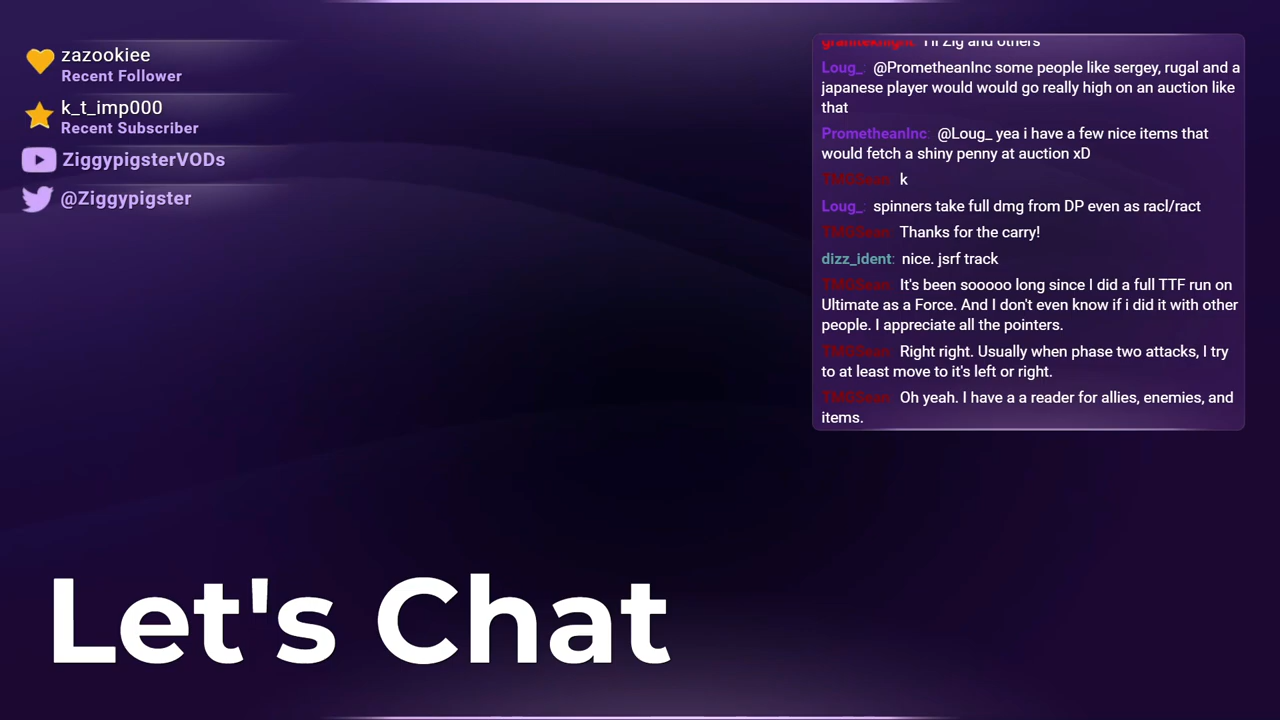 zazookiee
Recent Follower
k_t_imp000
Recent Subscriber
ZiggypigsterVODs
@Ziggypigster
graniteknight: Hi Zig and others
Loug_: @PrometheanInc some people like sergey, rugal and a
japanese player would would go really high on an auction like
that
PrometheanInc: @Loug_ yea i have a few nice items that
would fetch a shiny penny at auction xD
TMGSean: k
Loug_: spinners take full dmg from DP even as racl/ract
TMGSean: Thanks for the carry!
dizz_ident: nice. jsrf track
TMGSean: It's been sooooo long since I did a full TTF run on
Ultimate as a Force. And I don't even know if i did it with other
people. I appreciate all the pointers.
TMGSean: Right right. Usually when phase two attacks, I try
to at least move to it's left or right.
TMGSean: Oh yeah. I have a a reader for allies, enemies, and
items.
Let's Chat